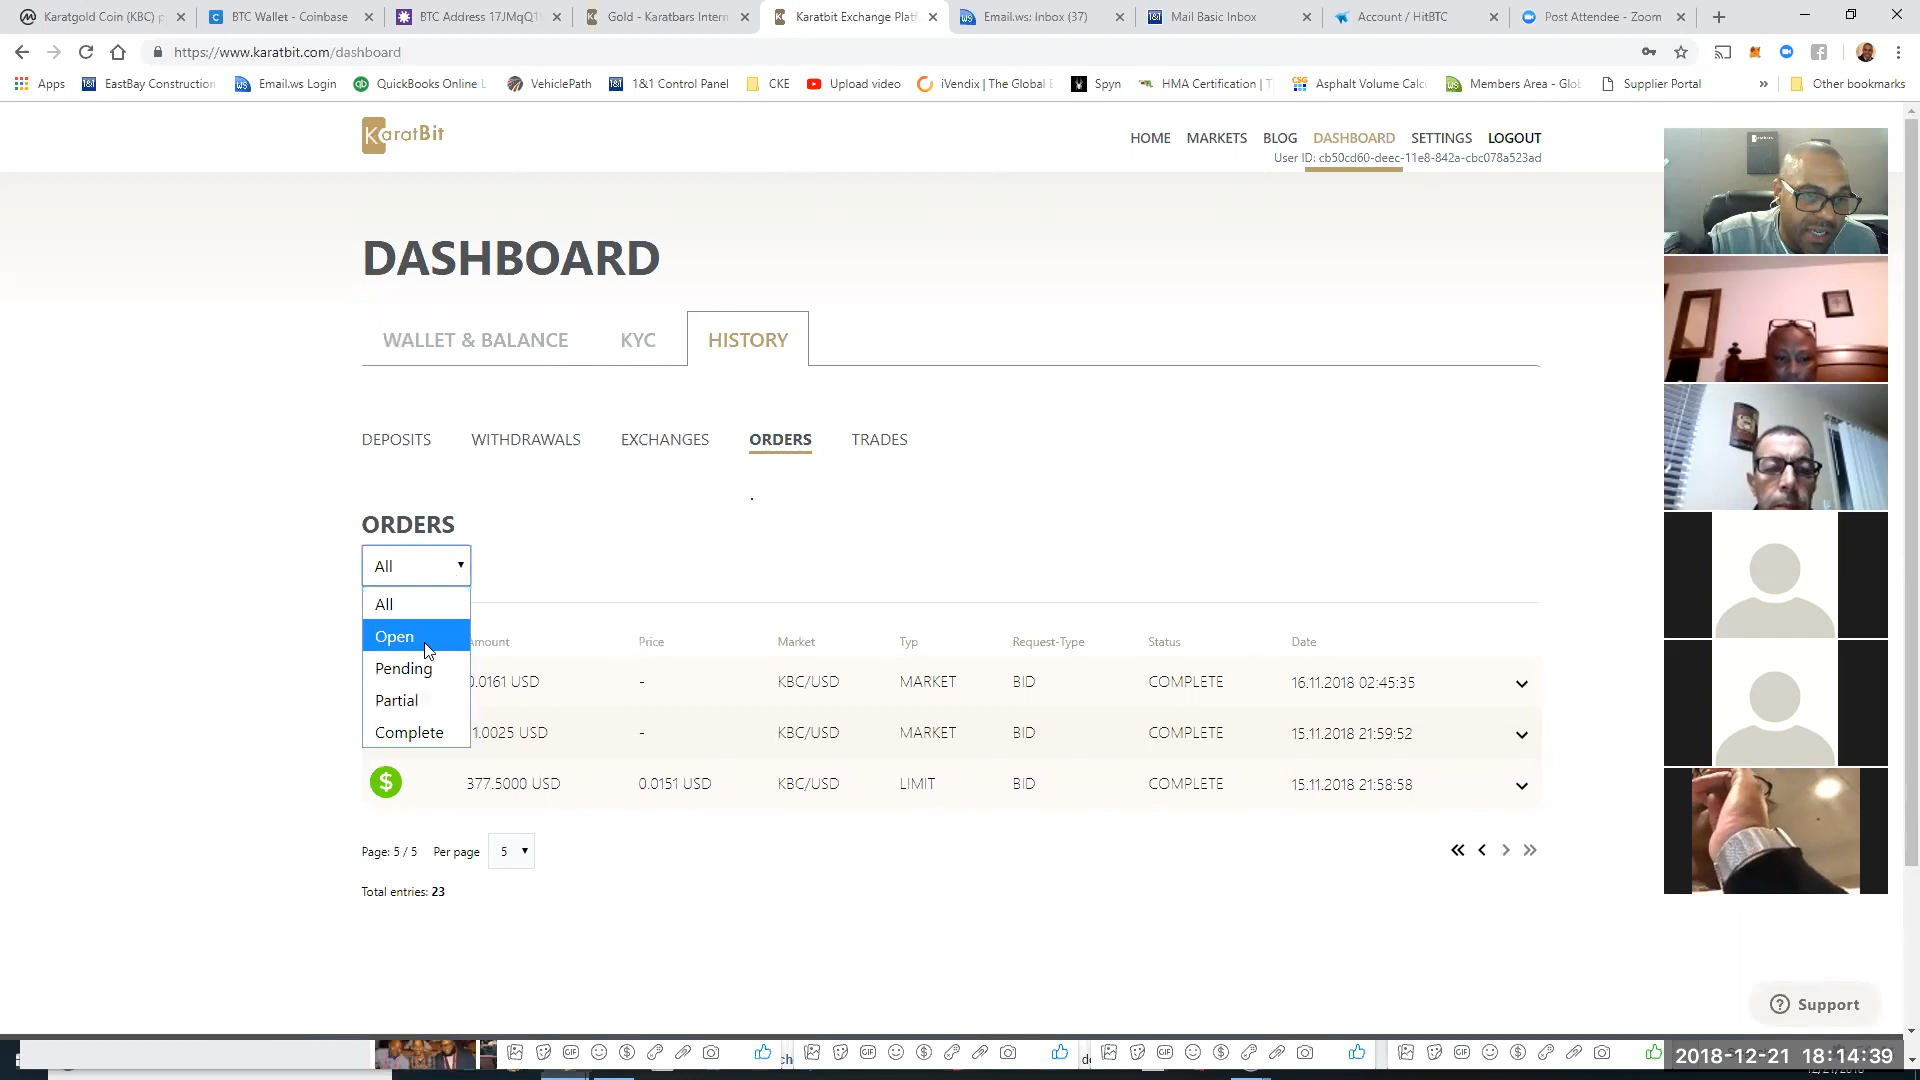 Karatgold Coin (KBC) p
BTC Wallet - Coinbase
BTC Address 17JMqQ1
Gold - Karatbars Intern
Karatbit Exchange Platf
Email.ws: Inbox (37)
Mail Basic Inbox
Account / HitBTC
Post Attendee - Zoom
https://www.karatbit.com/dashboard
Apps
EastBay Construction
Email.ws Login
QuickBooks Online L
VehiclePath
1&1 Control Panel
CKE
Upload video
iVendix | The Global E
Spyn
HMA Certification | T
Asphalt Volume Calcu
Members Area - Glob
Supplier Portal
»
Other bookmarks
KaratBit
HOME MARKETS BLOG DASHBOARD SETTINGS LOGOUT
User ID: cb50cd60-deec-11e8-842a-cbc078a523ad
DASHBOARD
WALLET & BALANCE KYC HISTORY
DEPOSITS WITHDRAWALS EXCHANGES ORDERS TRADES
ORDERS
All
All
Open
Pending
Partial
Complete
Amount Price Market Typ Request-Type Status Date
0.0161 USD - KBC/USD MARKET BID COMPLETE 16.11.2018 02:45:35
1.0025 USD - KBC/USD MARKET BID COMPLETE 15.11.2018 21:59:52
$ 377.5000 USD 0.0151 USD KBC/USD LIMIT BID COMPLETE 15.11.2018 21:58:58
Page: 5 / 5 Per page 5
Total entries: 23
Support
2018-12-21 18:14:39